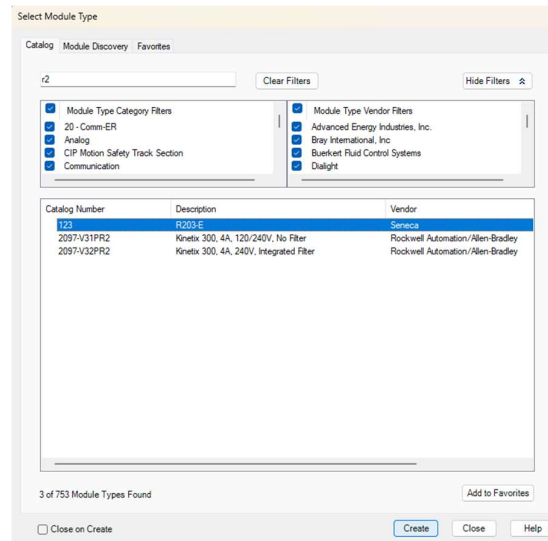 Select Module Type
Catalog Module Discovery Favorites
r2 Clear Filters Hide Filters
Module Type Category Filters
20 - Comm-ER
Analog
CIP Motion Safety Track Section
Communication
Module Type Vendor Filters
Advanced Energy Industries, Inc.
Bray International, Inc
Buerkert Fluid Control Systems
Dialight
Catalog Number Description Vendor
123 R203-E Seneca
2097-V31PR2 Kinetix 300, 4A, 120/240V, No Filter Rockwell Automation/Allen-Bradley
2097-V32PR2 Kinetix 300, 4A, 240V, Integrated Filter Rockwell Automation/Allen-Bradley
3 of 753 Module Types Found Add to Favorites
Close on Create Create Close Help